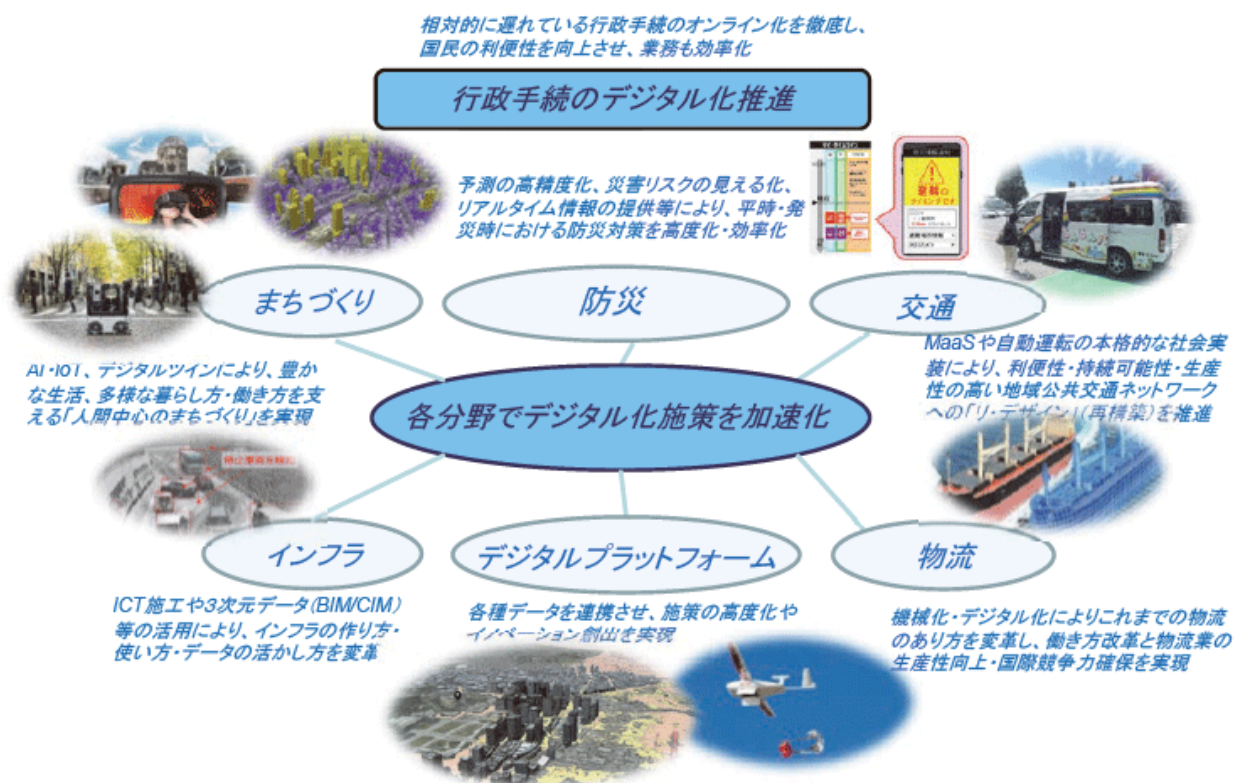 相対的に遅れている行政手続のオンライン化を徹底し、
国民の利便性を向上させ、業務も効率化
行政手続のデジタル化推進
予測の高精度化、災害リスクの見える化、
リアルタイム情報の提供等により、平時・発
災時における防災対策を高度化・効率化
まちづくり
防災
交通
AI・IoT、デジタルツインにより、豊か
な生活、多様な暮らし方・働き方を支
える「人間中心のまちづくり」を実現
MaaSや自動運転の本格的な社会実
装により、利便性・持続可能性・生産
性の高い地域公共交通ネットワーク
への「リ・デザイン」(再構築)を推進
各分野でデジタル化施策を加速化
インフラ
デジタルプラットフォーム
物流
ICT施工や3次元データ(BIM/CIM)
等の活用により、インフラの作り方・
使い方・データの活かし方を変革
各種データを連携させ、施策の高度化や
イノベーション創出を実現
機械化・デジタル化によりこれまでの物流
のあり方を変革し、働き方改革と物流業の
生産性向上・国際競争力確保を実現